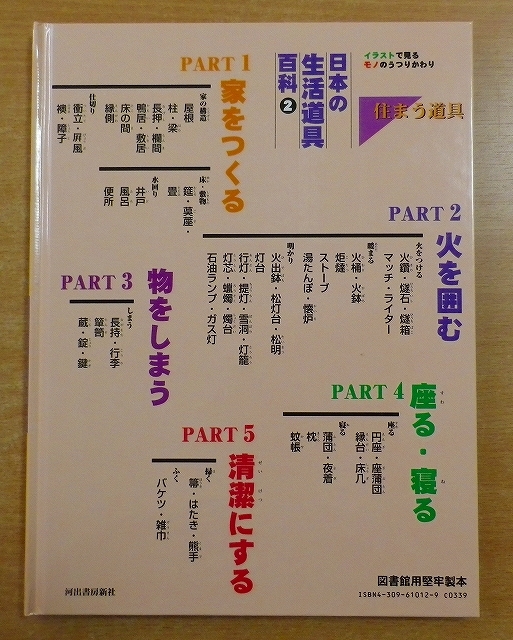 イラストで見る
モノのうつりかわり
日本の
生活道具
百科2
住まう道具
PART 1
家をつくる
家の構造
屋根
柱・梁
長押・欄間
鴨居・敷居
床の間
縁側
仕切り
衝立・屛風
襖・障子
床・敷物
筵・茣蓙・
畳
水回り
井戸
風呂
便所
PART 2
火を囲む
火をつける
火鑽・燧石・燧箱
マッチ・ライター
暖まる
火桶・火鉢
炬燵
ストーブ
湯たんぽ・懐炉
明かり
火出鉢・松灯台・松明
灯台
行灯・提灯・雪洞・灯籠
灯芯・蠟燭・燭台
石油ランプ・ガス灯
PART 3
物をしまう
しまう
長持・行李
簞笥
蔵・錠・鍵
PART 4
座る・寝る
座る
円座・座蒲団
縁台・床几
寝る
蒲団・夜着
枕
蚊帳
PART 5
清潔にする
掃く
箒・はたき・熊手
ふく
バケツ・雑巾
図書館用堅牢製本
ISBN4-309-61012-9 C0339
河出書房新社